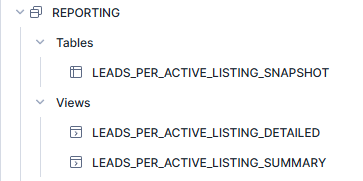 REPORTING
Tables
LEADS_PER_ACTIVE_LISTING_SNAPSHOT
Views
LEADS_PER_ACTIVE_LISTING_DETAILED
LEADS_PER_ACTIVE_LISTING_SUMMARY